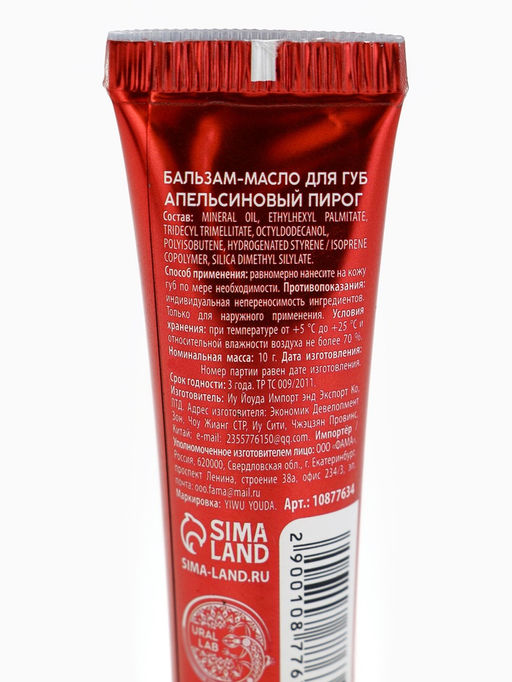 БАЛЬЗАМ-МАСЛО ДЛЯ ГУБ
АПЕЛЬСИНОВЫЙ ПИРОГ
Состав: MINERAL OIL, ETHYLHEXYL PALMITATE,
TRIDECYL TRIMELLITATE, OCTYLDODECANOL,
POLYISOBUTENE, HYDROGENATED STYRENE / ISOPRENE
COPOLYMER, SILICA DIMETHYL SILYLATE.
Способ применения: равномерно нанесите на кожу
губ по мере необходимости. Противопоказания:
индивидуальная непереносимость ингредиентов.
Только для наружного применения. Условия
хранения: при температуре от +5 °C до +25 °C и
относительной влажности воздуха не более 70 %.
Номинальная масса: 10 г. Дата изготовления:
Номер партии равен дате изготовления.
Срок годности: 3 года. ТР ТС 009/2011.
Изготовитель: Иу Йоуда Импорт энд Экспорт Ко,
ЛТД. Адрес изготовителя: Экономик Девелопмент
Зон, Чоу Жианг СТР, Иу Сити, Чжэцзян Провинс,
Китай; e-mail: 2355776150@qq.com. Импортёр /
Уполномоченное изготовителем лицо: ООО «ФАМА»,
Россия, 620000, Свердловская обл., г. Екатеринбург,
проспект Ленина, строение 38а, офис 234/3, эл.
почта: ooo.fama@mail.ru
Маркировка: YIWU YOUDA. Арт.: 10877634
SIMA
LAND
SIMA-LAND.RU
2 900108 776
URAL
LAB